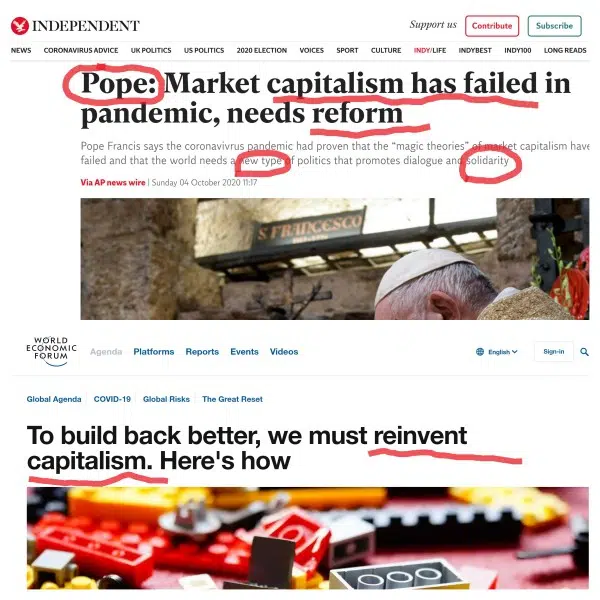 INDEPENDENT
Support us
Contribute
Subscribe
NEWS CORONAVIRUS ADVICE UK POLITICS US POLITICS 2020 ELECTION VOICES SPORT CULTURE INDY/LIFE INDYBEST INDY100 LONG READS
Pope: Market capitalism has failed in
pandemic, needs reform
Pope Francis says the coronavirus pandemic had proven that the “magic theories” of market capitalism have
failed and that the world needs a new type of politics that promotes dialogue and solidarity
Via AP news wire | Sunday 04 October 2020 11:17
S FRANCESCO
WORLD
ECONOMIC
FORUM
Agenda Platforms Reports Events Videos
English
Sign-in
Global Agenda COVID-19 Global Risks The Great Reset
To build back better, we must reinvent
capitalism. Here's how